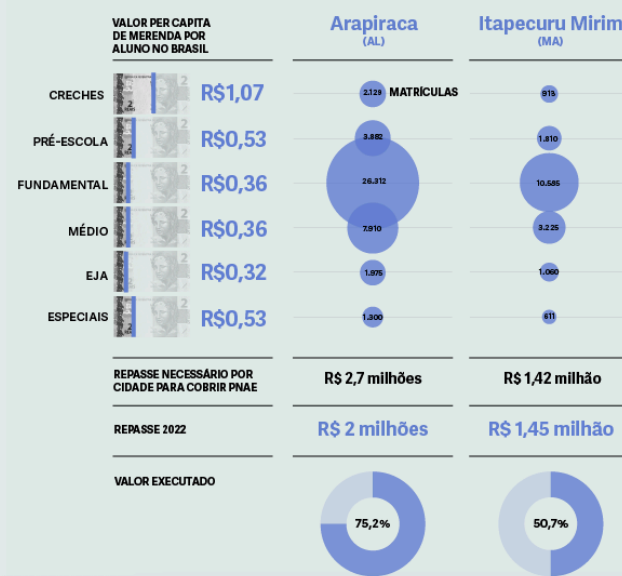 VALOR PER CAPITA
DE MERENDA POR
ALUNO NO BRASIL
Arapiraca
(AL)
Itapecuru Mirim
(MA)
CRECHES
R$1,07
2.129
MATRÍCULAS
913
PRÉ-ESCOLA
R$0,53
3.882
1.810
FUNDAMENTAL
R$0,36
26.312
10.585
MÉDIO
R$0,36
7.910
3.225
EJA
R$0,32
1.975
1.060
ESPECIAIS
R$0,53
1.300
611
REPASSE NECESSÁRIO POR
CIDADE PARA COBRIR PNAE
R$ 2,7 milhões
R$ 1,42 milhão
REPASSE 2022
R$ 2 milhões
R$ 1,45 milhão
VALOR EXECUTADO
75,2%
50,7%